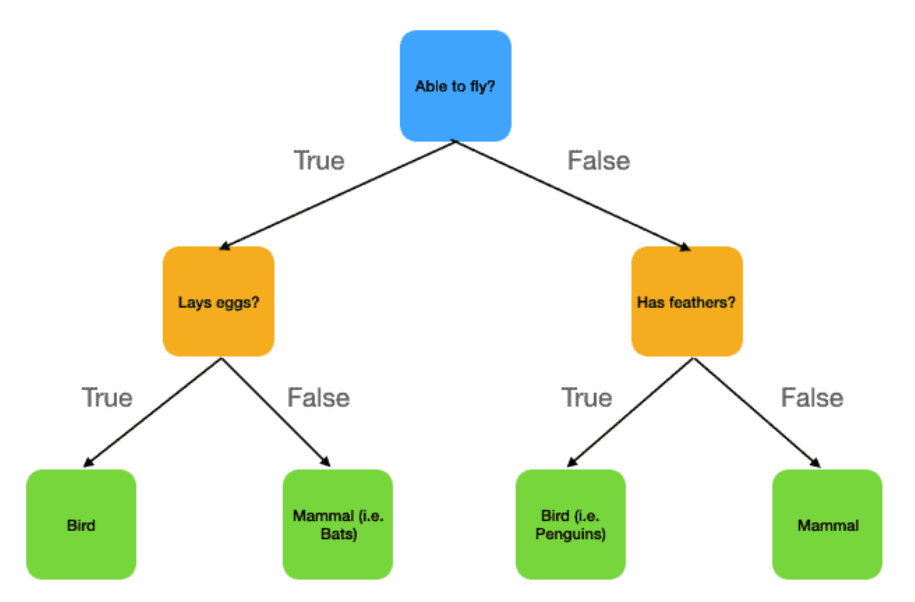 Able to fly?
True
False
Lays eggs?
Has feathers?
True
False
True
False
Bird
Mammal (i.e.
Bats)
Bird (i.e.
Penguins)
Mammal